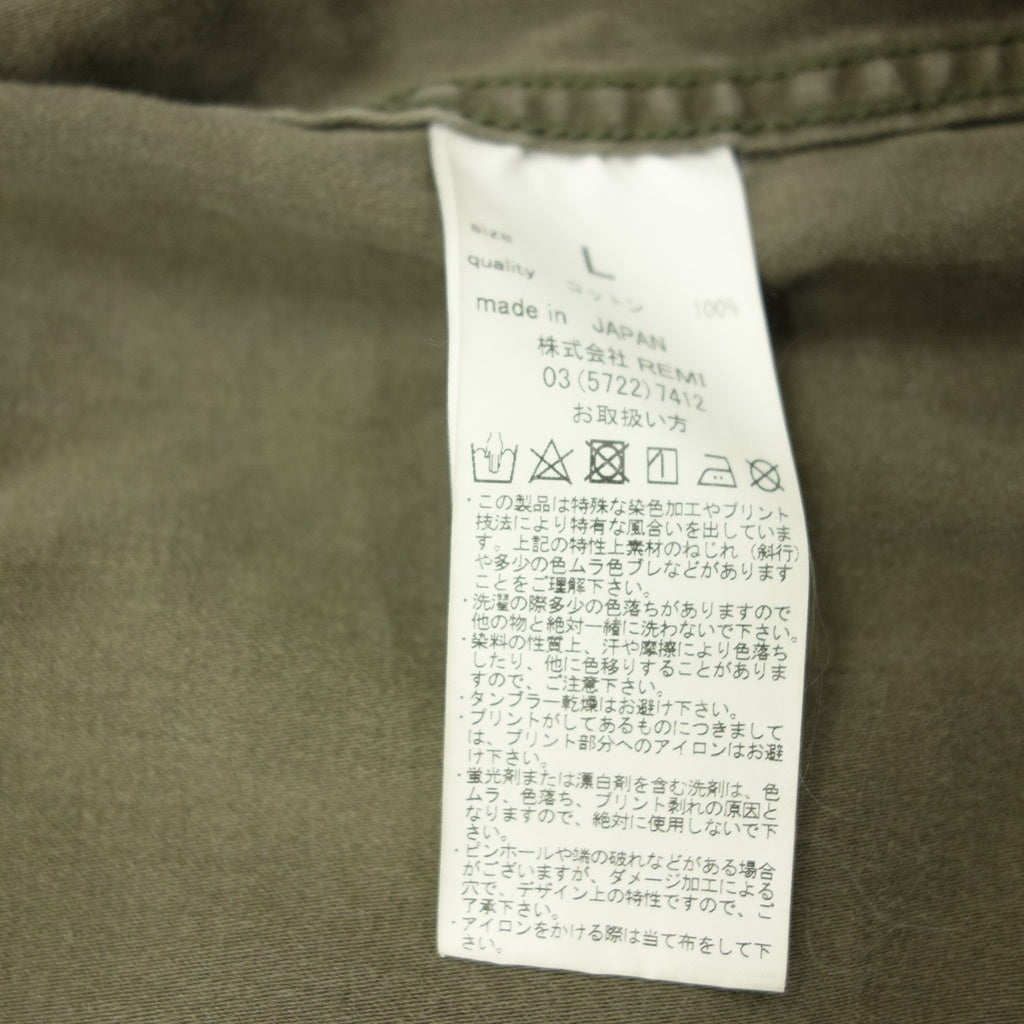 size L
quality コットン 100%
made in JAPAN
株式会社 REMI
03(5722)7412
お取扱い方
・この製品は特殊な染色加工やプリント
技法により特有な風合いを出していま
す。上記の特性上素材のねじれ（斜行）
や多少の色ムラ色ブレなどがあります
ことをご理解下さい。
・洗濯の際多少の色落ちがありますので
他の物と絶対一緒に洗わないで下さい。
・染料の性質上、汗や摩擦により色落ち
したり、他に色移りすることがありま
すので、ご注意下さい。
・タンブラー乾燥はお避け下さい。
・プリントがしてあるものにつきまして
は、プリント部分へのアイロンはお避
け下さい。
・蛍光剤または漂白剤を含む洗剤は、色
ムラ、色落ち、プリント剥れの原因と
なりますので、絶対に使用しないで下
さい。
・ピンホールや端の破れなどがある場合
がございますが、ダメージ加工による
穴で、デザイン上の特性ですので、ご
了承下さい。
・アイロンをかける際は当て布をして下
さい。